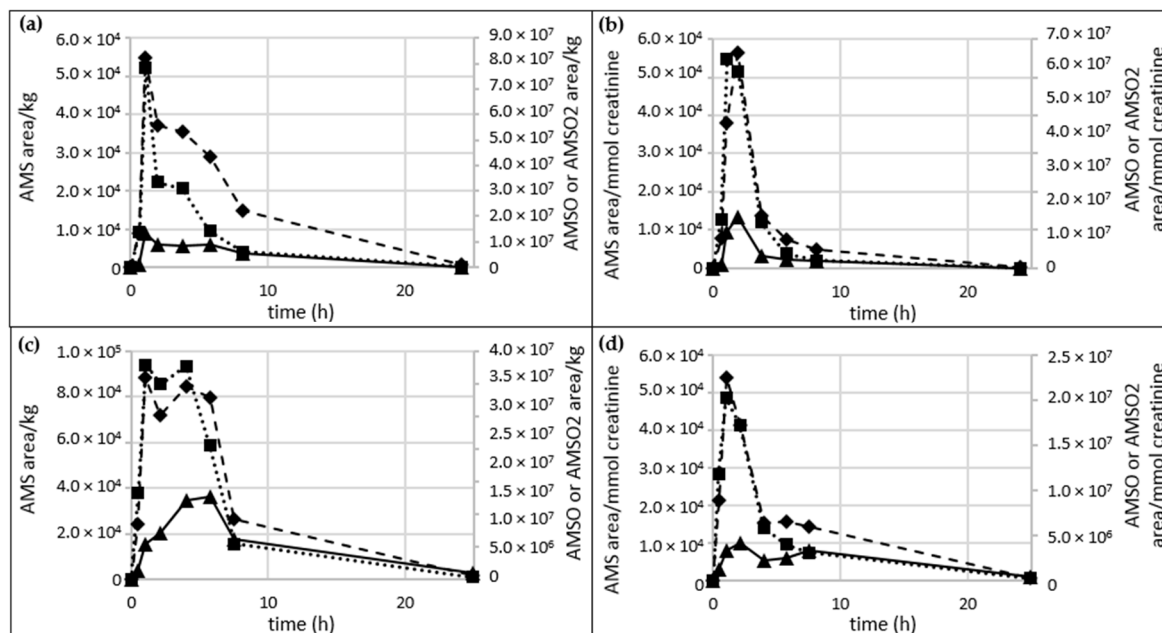 (a)
6.0 × 10⁴
5.0 × 10⁴
4.0 × 10⁴
3.0 × 10⁴
2.0 × 10⁴
1.0 × 10⁴
0
AMS area/kg
9.0 × 10⁷
8.0 × 10⁷
7.0 × 10⁷
6.0 × 10⁷
5.0 × 10⁷
4.0 × 10⁷
3.0 × 10⁷
2.0 × 10⁷
1.0 × 10⁷
0
AMSO or AMSO2 area/kg
0 10 20
time (h)
(b)
6.0 × 10⁴
5.0 × 10⁴
4.0 × 10⁴
3.0 × 10⁴
2.0 × 10⁴
1.0 × 10⁴
0
AMS area/mmol creatinine
7.0 × 10⁷
6.0 × 10⁷
5.0 × 10⁷
4.0 × 10⁷
3.0 × 10⁷
2.0 × 10⁷
1.0 × 10⁷
0
AMSO or AMSO2
area/mmol creatinine
0 10 20
time (h)
(c)
1.0 × 10⁵
8.0 × 10⁴
6.0 × 10⁴
4.0 × 10⁴
2.0 × 10⁴
0
AMS area/kg
4.0 × 10⁷
3.5 × 10⁷
3.0 × 10⁷
2.5 × 10⁷
2.0 × 10⁷
1.5 × 10⁷
1.0 × 10⁷
5.0 × 10⁶
0
AMSO or AMSO2 area/kg
0 10 20
time (h)
(d)
6.0 × 10⁴
5.0 × 10⁴
4.0 × 10⁴
3.0 × 10⁴
2.0 × 10⁴
1.0 × 10⁴
0
AMS area/mmol creatinine
2.5 × 10⁷
2.0 × 10⁷
1.5 × 10⁷
1.0 × 10⁷
5.0 × 10⁶
0
AMSO or AMSO2
area/mmol creatinine
0 10 20
time (h)